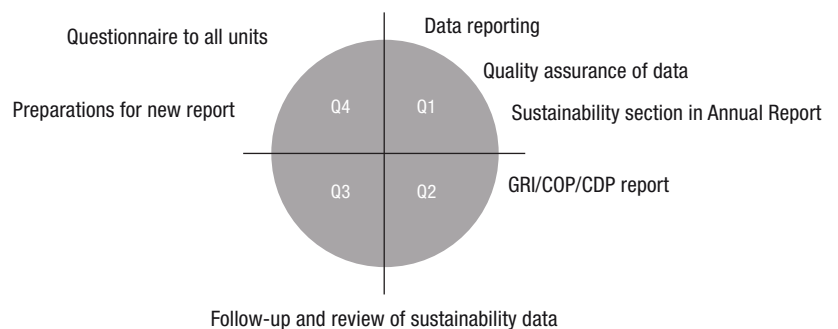 Questionnaire to all units
Data reporting
Quality assurance of data
Preparations for new report
Sustainability section in Annual Report
Q4
Q1
Q3
Q2
GRI/COP/CDP report
Follow-up and review of sustainability data